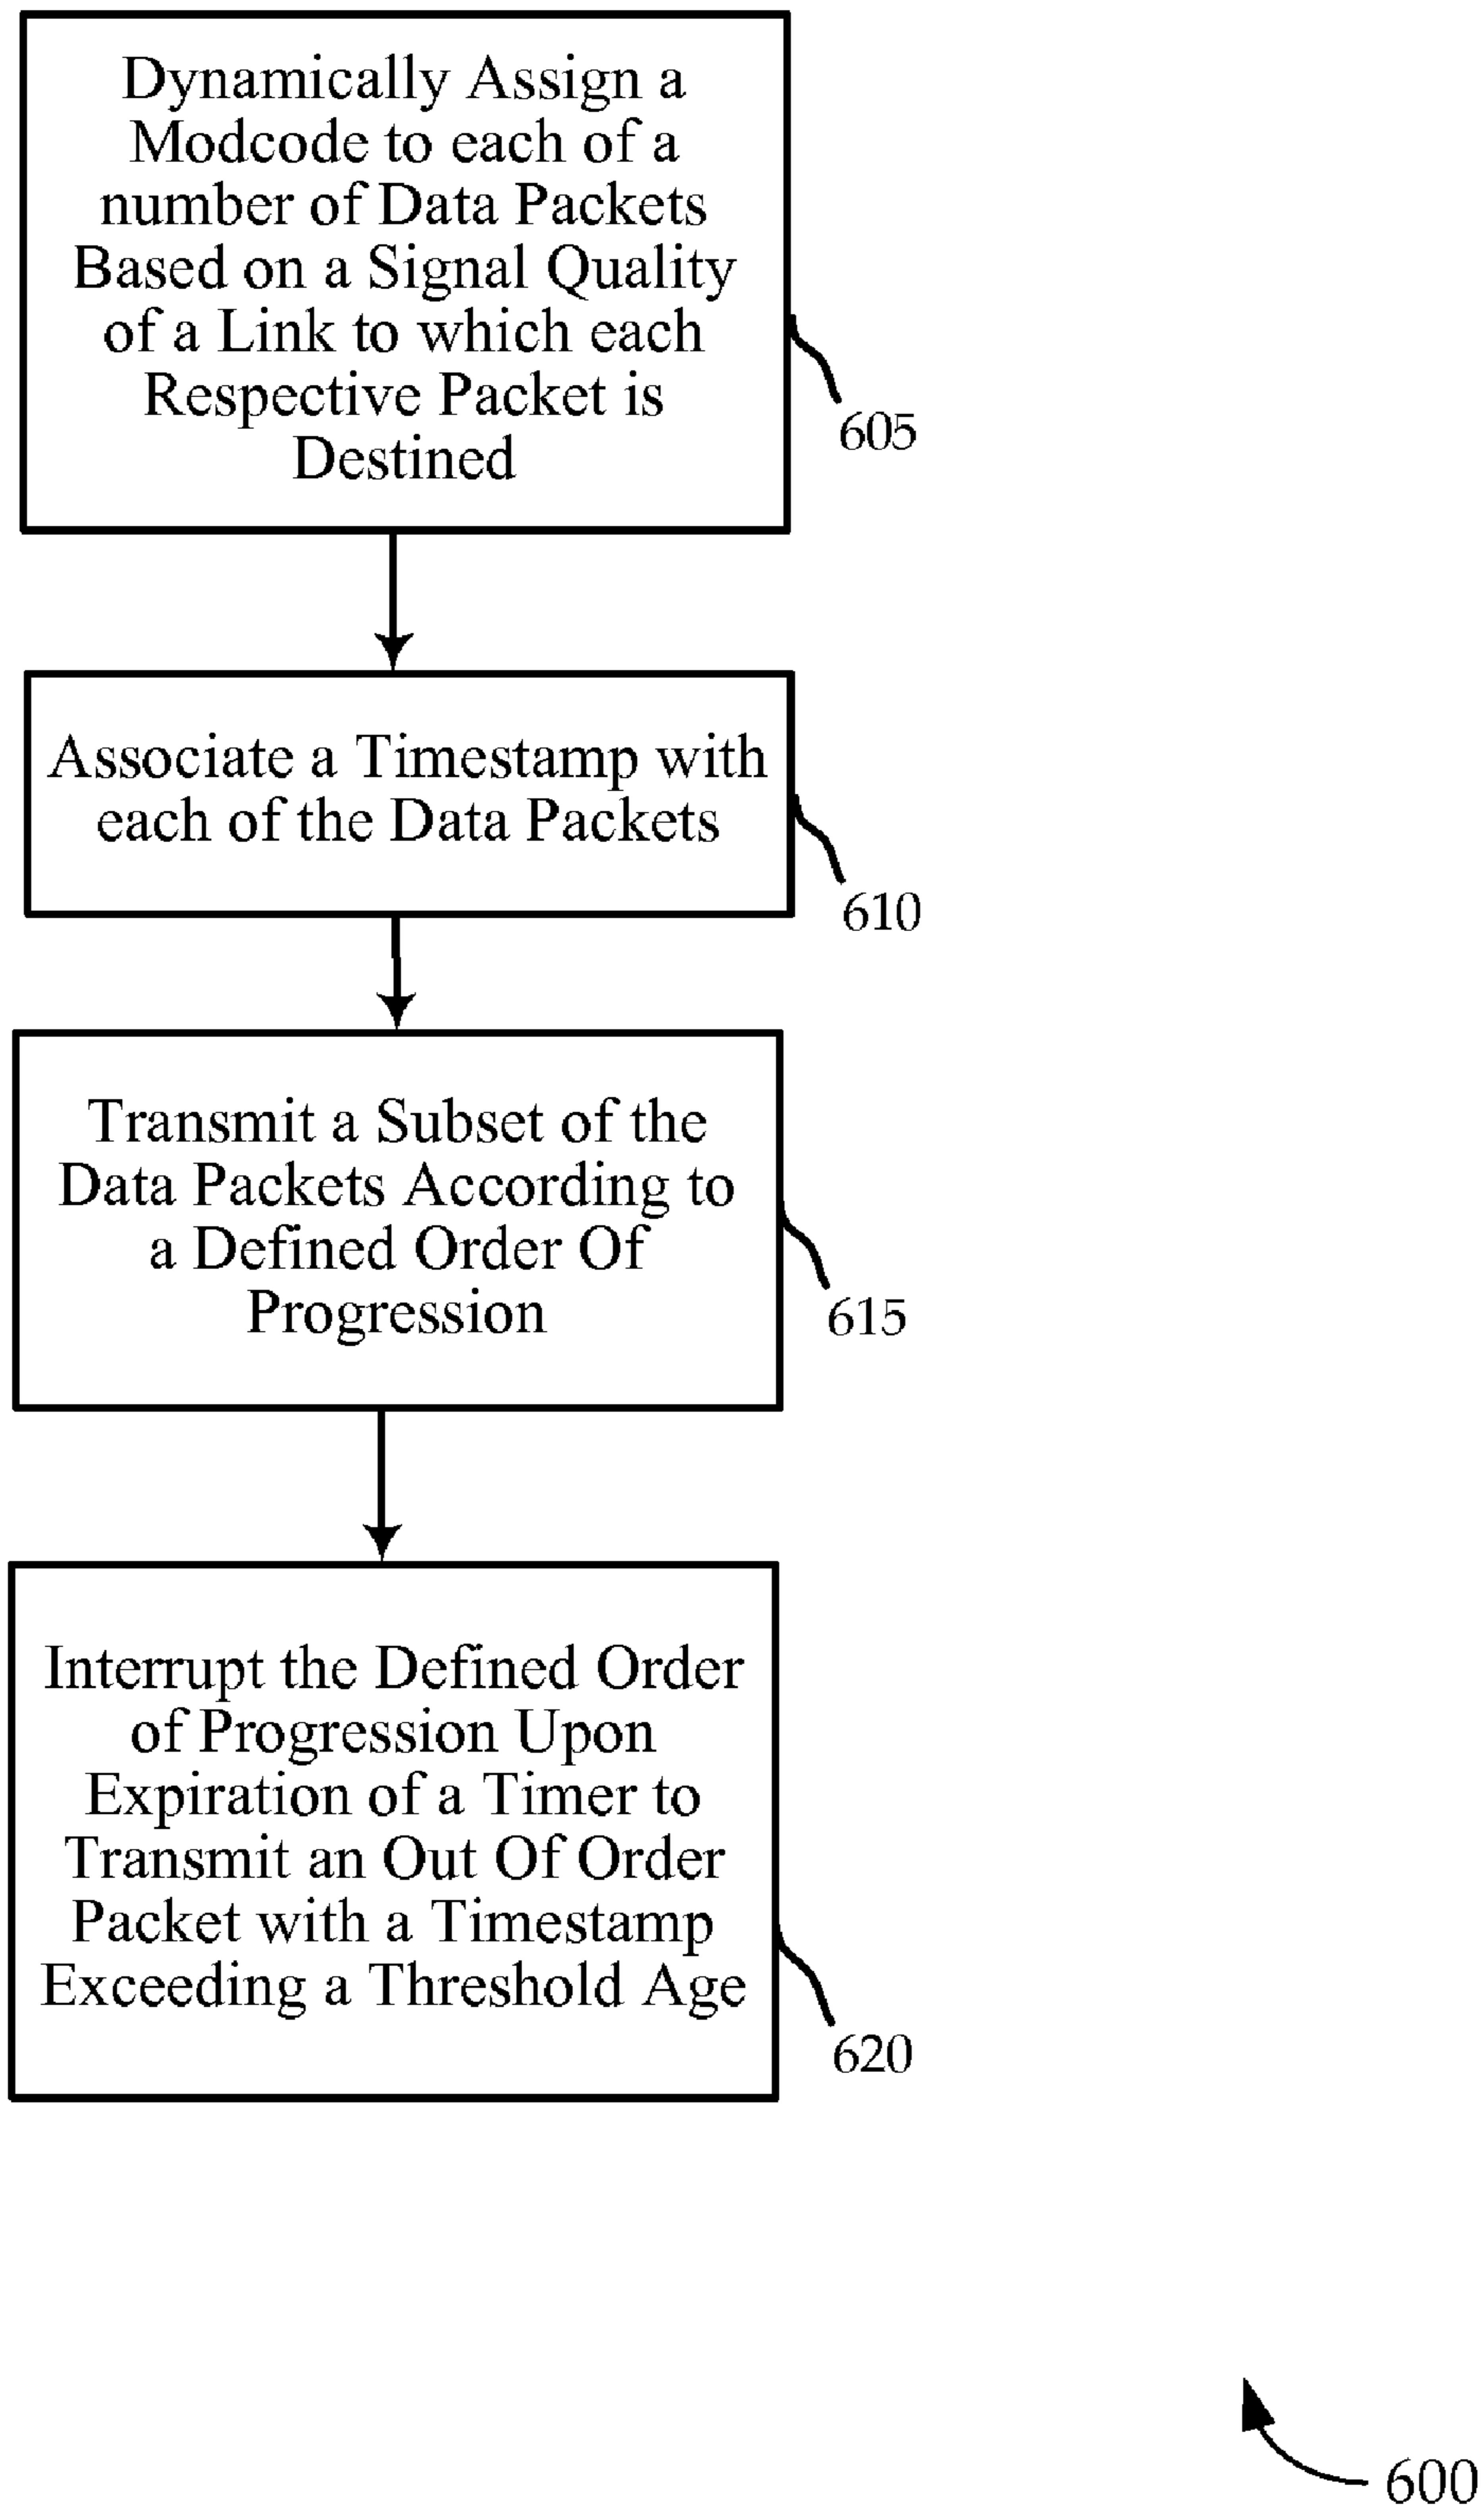 Dynamically Assign a
Modcode to each of a
number of Data Packets
Based on a Signal Quality
of a Link to which each
Respective Packet is
Destined
605
Associate a Timestamp with
each of the Data Packets
610
Transmit a Subset of the
Data Packets According to
a Defined Order Of
Progression
615
Interrupt the Defined Order
of Progression Upon
Expiration of a Timer to
Transmit an Out Of Order
Packet with a Timestamp
Exceeding a Threshold Age
620
600